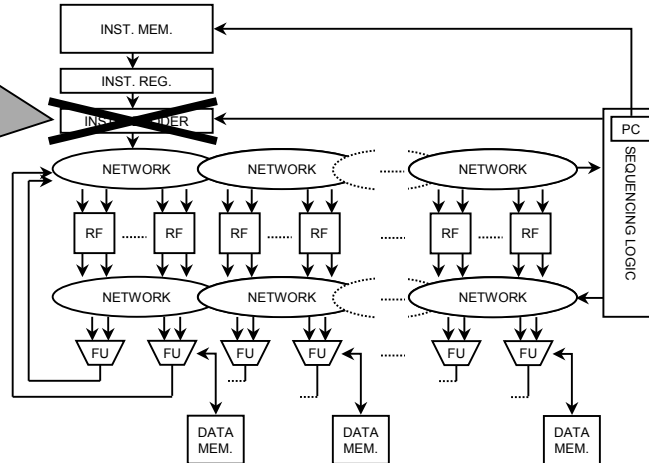 INST. MEM.
INST. REG.
PC
SEQUENCING LOGIC
NETWORK NETWORK ..... NETWORK
RF ..... RF RF ..... RF ..... RF ..... RF
NETWORK NETWORK ..... NETWORK
FU FU FU FU ..... FU FU
DATA MEM.
DATA MEM.
DATA MEM.